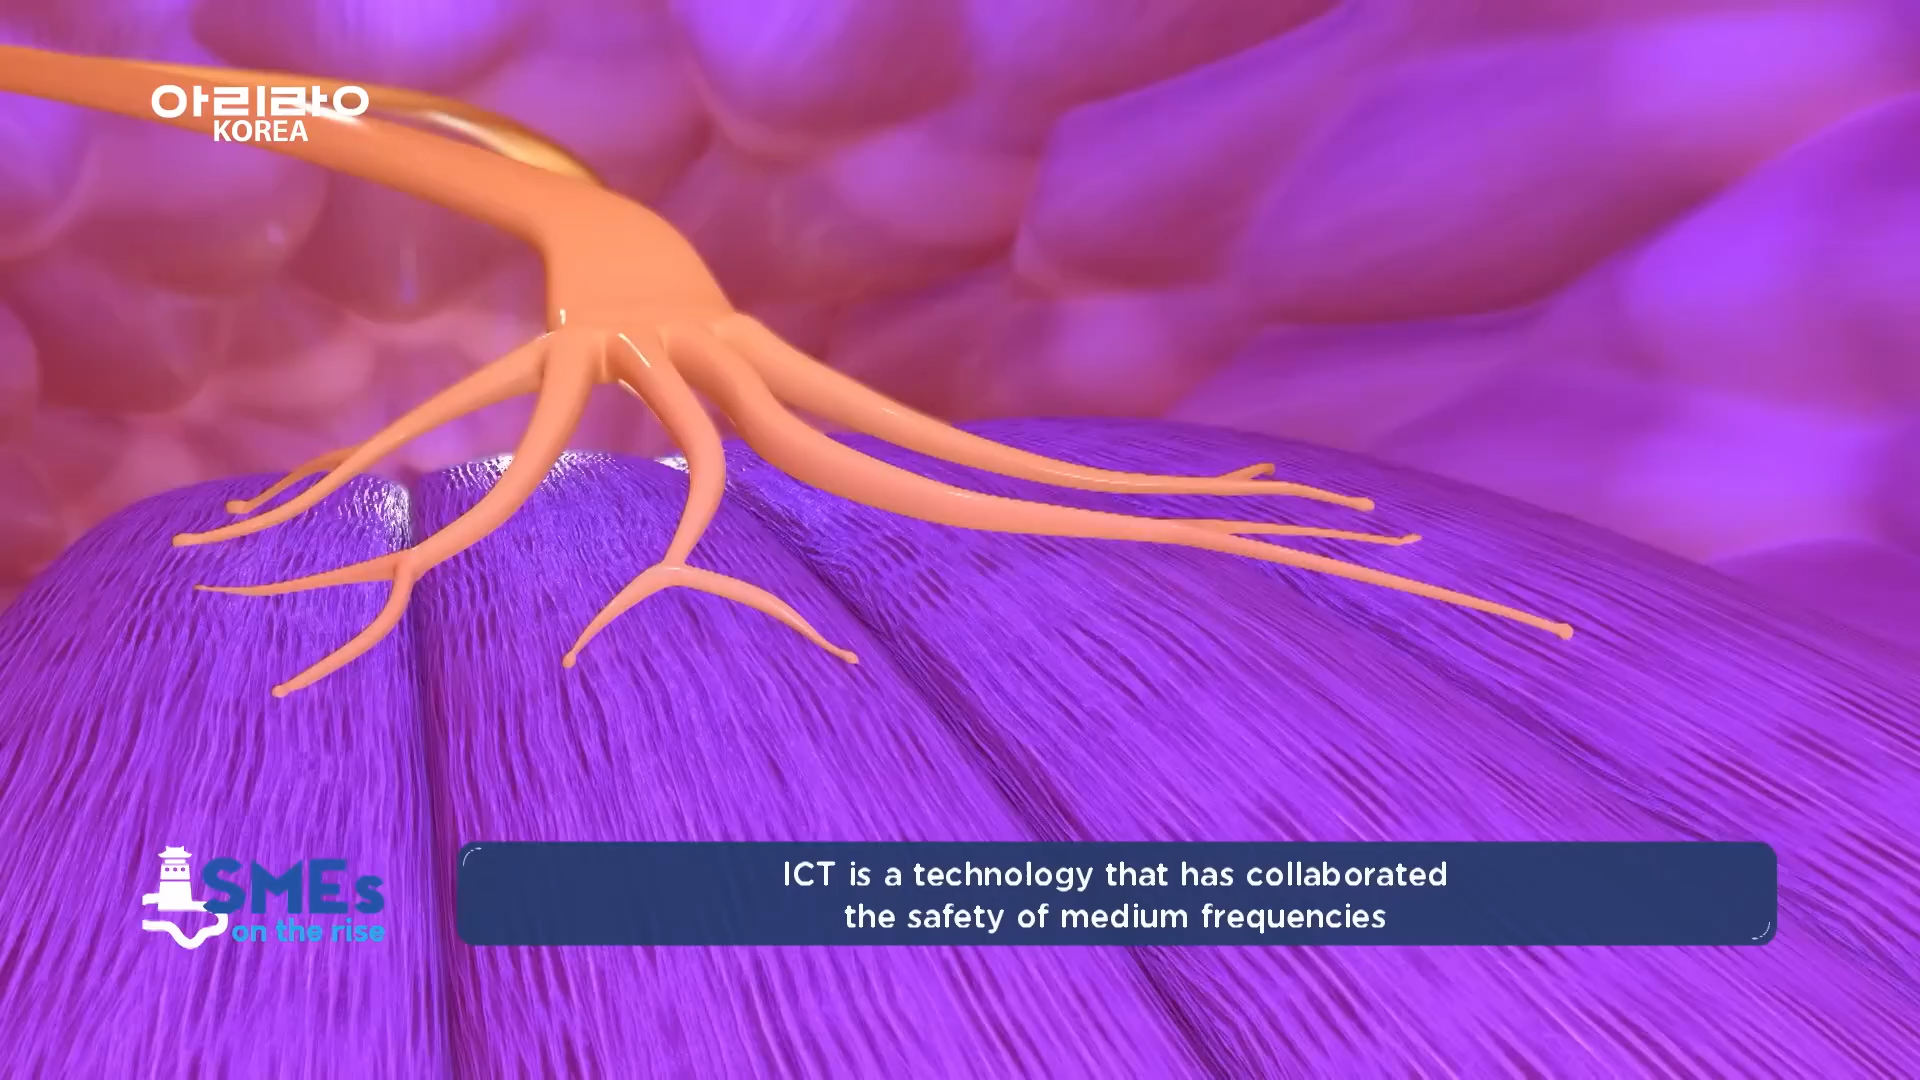 아리랑
KOREA
SMEs
on the rise
ICT is a technology that has collaborated
the safety of medium frequencies